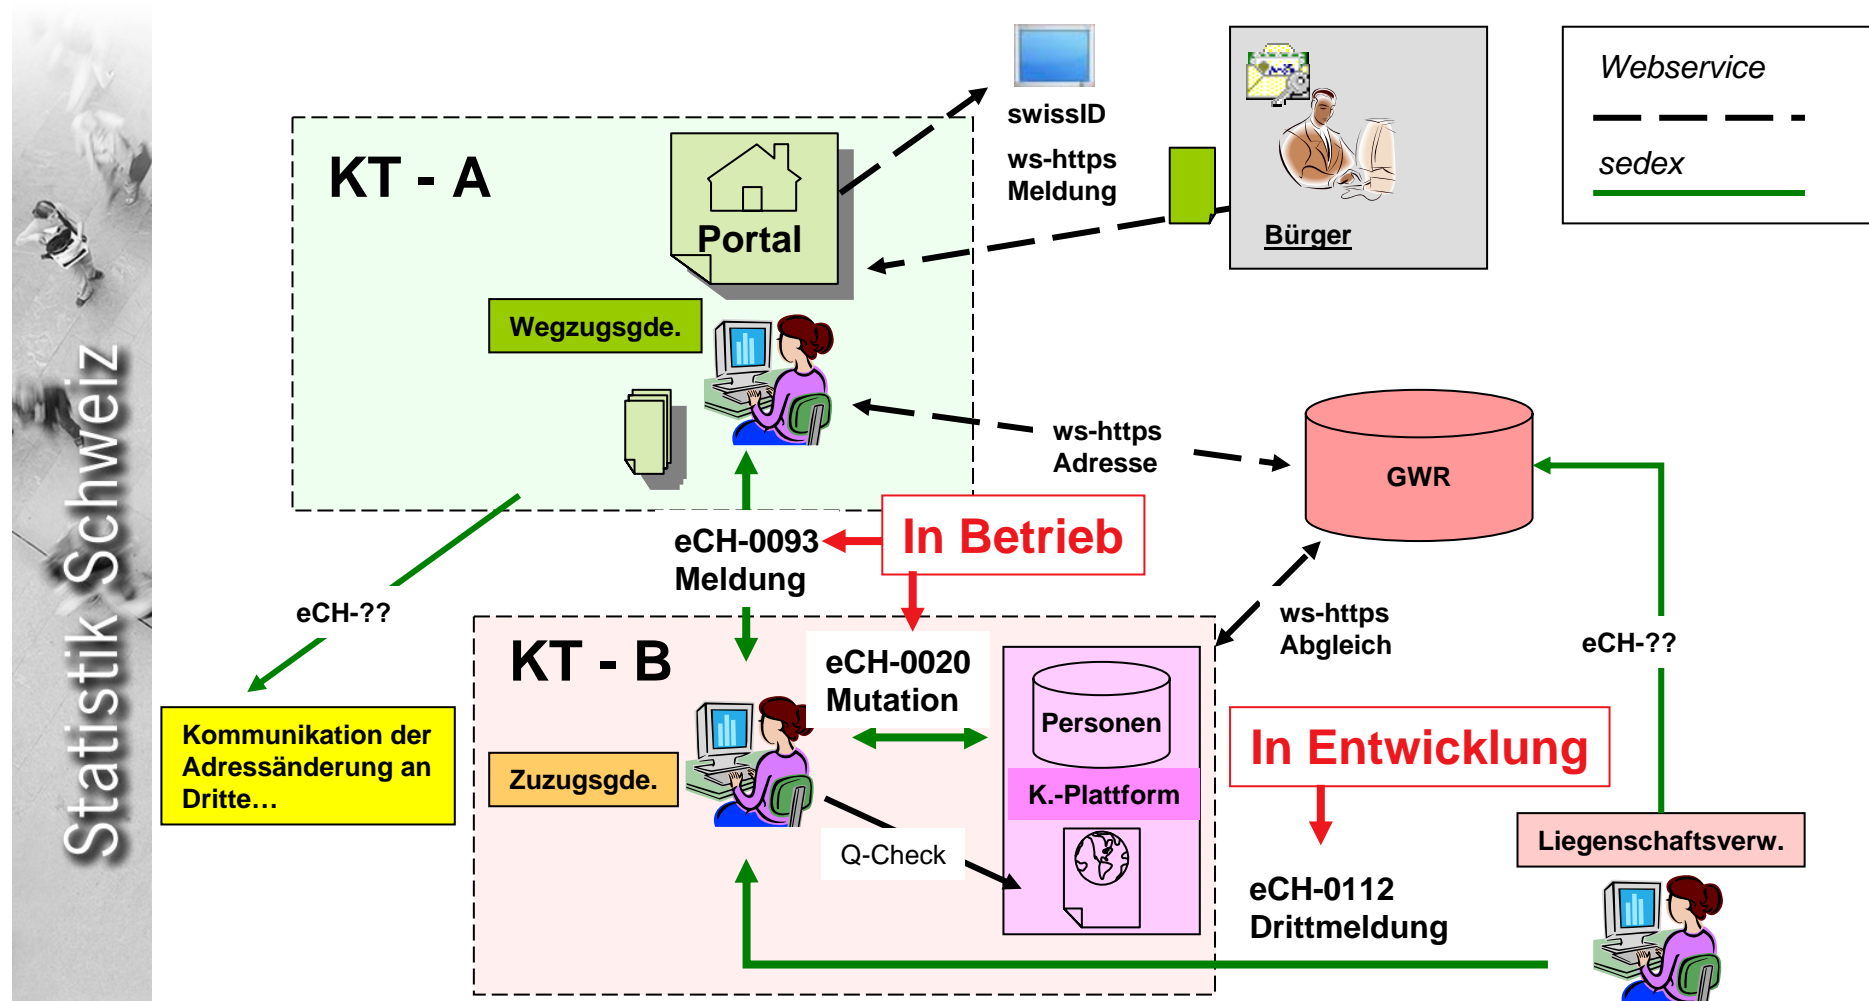 Statistik Schweiz
KT - A
Portal
swissID
ws-https
Meldung
Bürger
Webservice
sedex
Wegzugsgde.
ws-https
Adresse
GWR
eCH-0093
Meldung
In Betrieb
eCH-??
ws-https
Abgleich
eCH-??
KT - B
eCH-0020
Mutation
Personen
K.-Plattform
Kommunikation der
Adressänderung an
Dritte…
Zuzugsgde.
Q-Check
In Entwicklung
Liegenschaftsverw.
eCH-0112
Drittmeldung